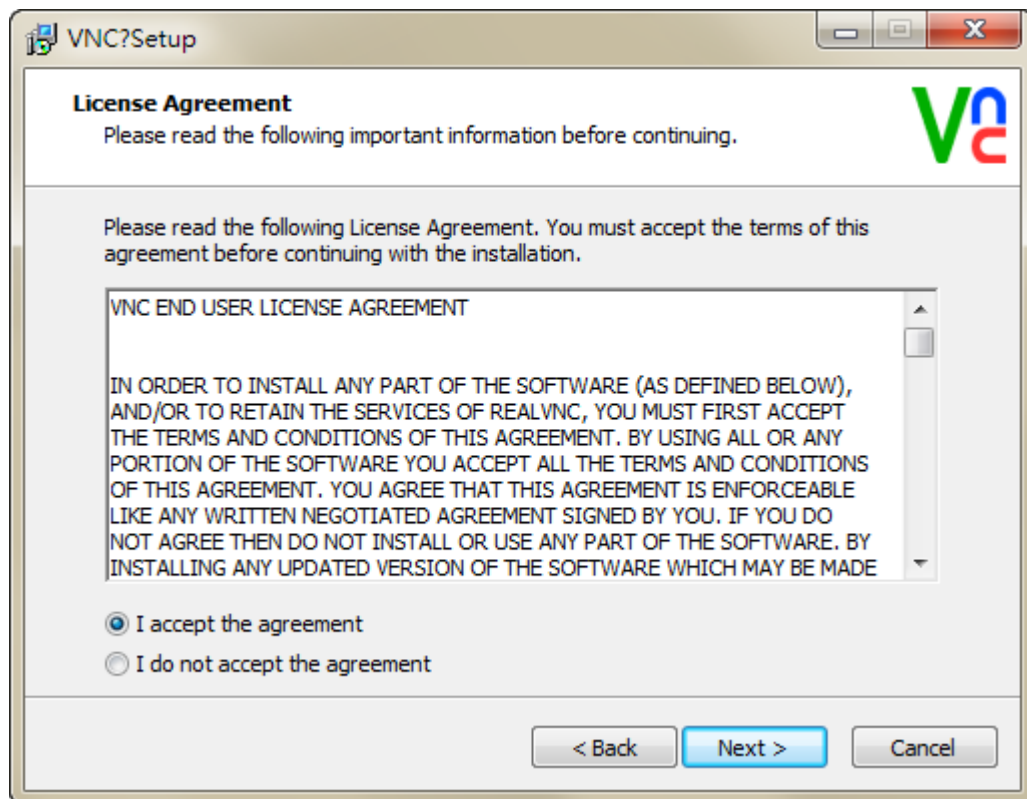 VNC?Setup
License Agreement
Please read the following important information before continuing.
VNC
Please read the following License Agreement. You must accept the terms of this
agreement before continuing with the installation.
VNC END USER LICENSE AGREEMENT
IN ORDER TO INSTALL ANY PART OF THE SOFTWARE (AS DEFINED BELOW),
AND/OR TO RETAIN THE SERVICES OF REALVNC, YOU MUST FIRST ACCEPT
THE TERMS AND CONDITIONS OF THIS AGREEMENT. BY USING ALL OR ANY
PORTION OF THE SOFTWARE YOU ACCEPT ALL THE TERMS AND CONDITIONS
OF THIS AGREEMENT. YOU AGREE THAT THIS AGREEMENT IS ENFORCEABLE
LIKE ANY WRITTEN NEGOTIATED AGREEMENT SIGNED BY YOU. IF YOU DO
NOT AGREE THEN DO NOT INSTALL OR USE ANY PART OF THE SOFTWARE. BY
INSTALLING ANY UPDATED VERSION OF THE SOFTWARE WHICH MAY BE MADE
I accept the agreement
I do not accept the agreement
< Back
Next >
Cancel